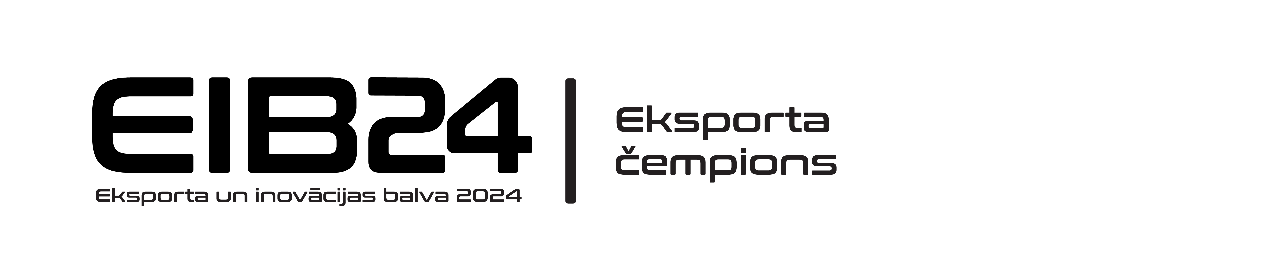 EIB24
Eksporta un inovācijas balva 2024
Eksporta
čempions